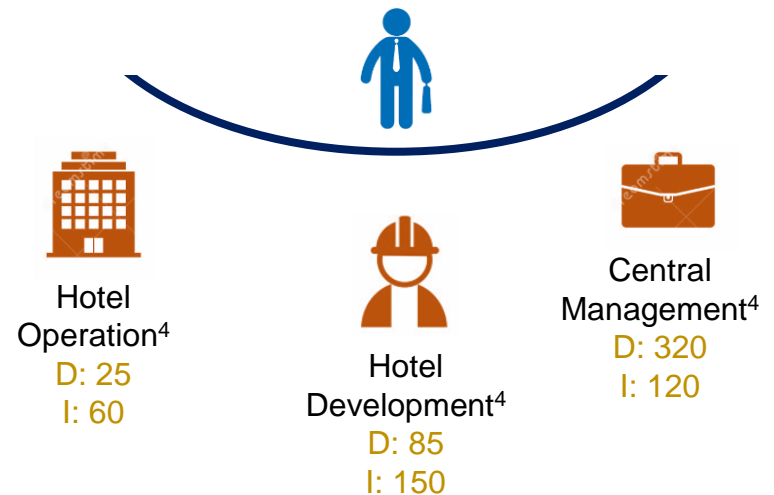 Hotel
Operation⁴
D: 25
I: 60
Hotel
Development⁴
D: 85
I: 150
Central
Management⁴
D: 320
I: 120